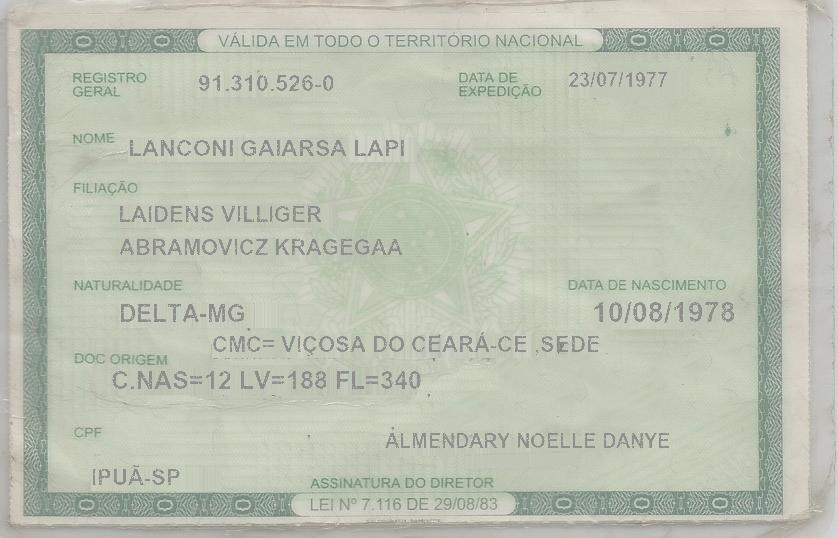 VÁLIDA EM TODO O TERRITÓRIO NACIONAL
REGISTRO GERAL 91.310.526-0 DATA DE EXPEDIÇÃO 23/07/1977
NOME LANCONI GAIARSA LAPI
FILIAÇÃO
LAIDENS VILLIGER
ABRAMOVICZ KRAGEGAA
NATURALIDADE DATA DE NASCIMENTO
DELTA-MG 10/08/1978
CMC= VIÇOSA DO CEARÁ-CE ,SEDE
DOC ORIGEM
C.NAS=12 LV=188 FL=340
CPF
ALMENDARY NOELLE DANYE
IPUÃ-SP
ASSINATURA DO DIRETOR
LEI Nº 7.116 DE 29/08/83